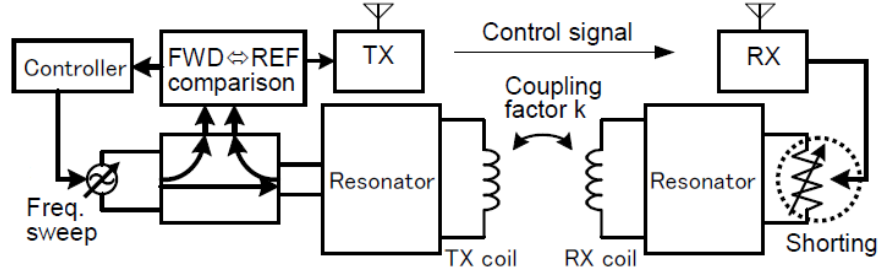 Controller
FWD⇔REF
comparison
TX
Control signal
RX
Coupling
factor k
Resonator
Resonator
Freq.
sweep
TX coil
RX coil
Shorting